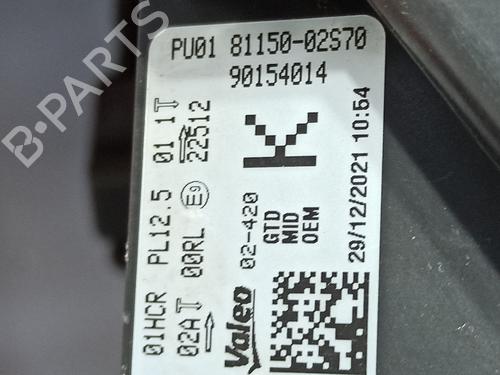 PU01 81150-02S70
90154014
01HCR PL12.5 01 1
02A 00RL E9 22512
K
Valeo
02-420
GTD
MID
OEM
29/12/2021 10:54
B-PARTS